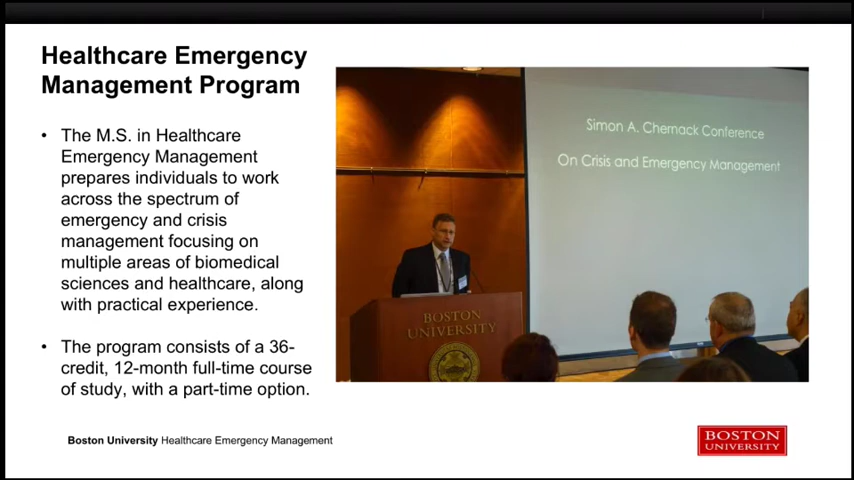 Healthcare Emergency
Management Program
• The M.S. in Healthcare
Emergency Management
prepares individuals to work
across the spectrum of
emergency and crisis
management focusing on
multiple areas of biomedical
sciences and healthcare, along
with practical experience.
• The program consists of a 36-
credit, 12-month full-time course
of study, with a part-time option.
Simon A. Chernack Conference
On Crisis and Emergency Management
BOSTON
UNIVERSITY
Boston University Healthcare Emergency Management
BOSTON
UNIVERSITY